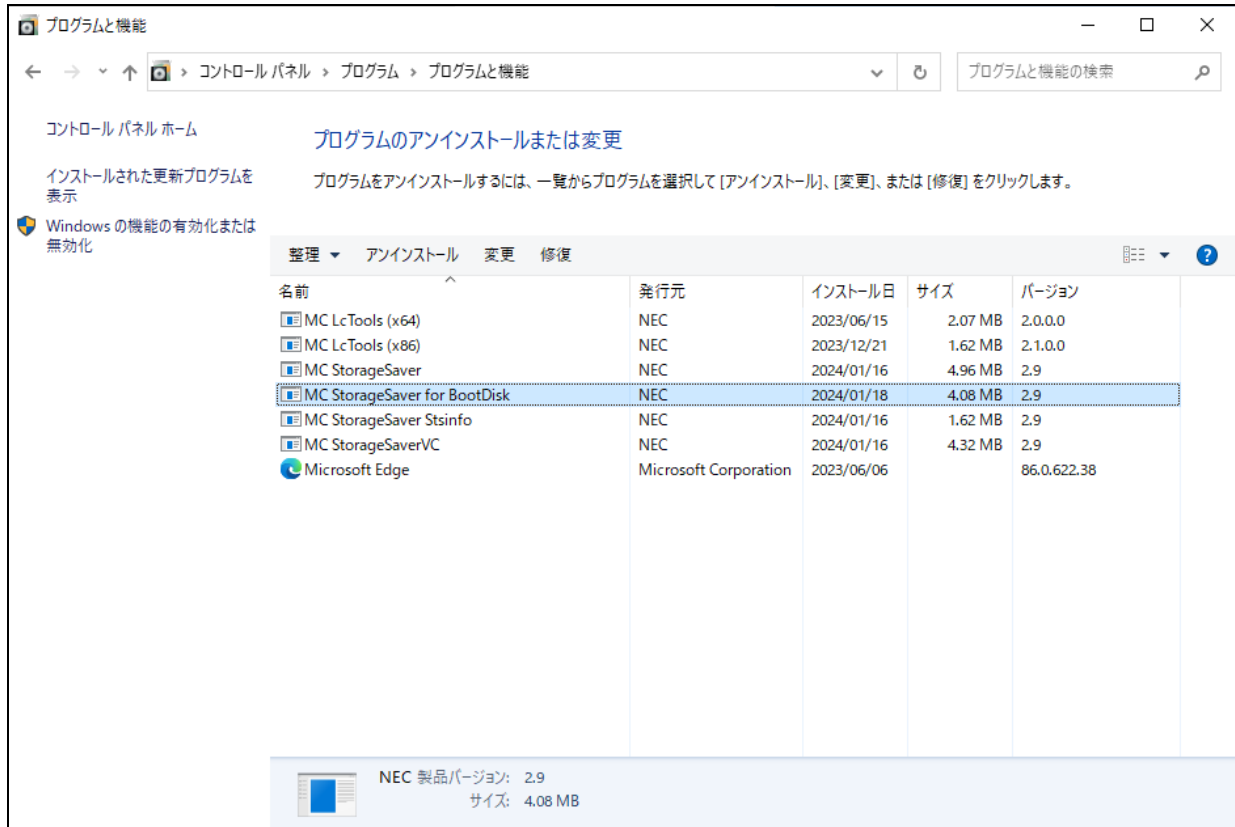 プログラムと機能
コントロール パネル › プログラム › プログラムと機能
プログラムと機能の検索
コントロール パネル ホーム
インストールされた更新プログラムを
表示
Windows の機能の有効化または
無効化
プログラムのアンインストールまたは変更
プログラムをアンインストールするには、一覧からプログラムを選択して [アンインストール]、[変更]、または [修復] をクリックします。
整理 アンインストール 変更 修復
名前 発行元 インストール日 サイズ バージョン
MC LcTools (x64) NEC 2023/06/15 2.07 MB 2.0.0.0
MC LcTools (x86) NEC 2023/12/21 1.62 MB 2.1.0.0
MC StorageSaver NEC 2024/01/16 4.96 MB 2.9
MC StorageSaver for BootDisk NEC 2024/01/18 4.08 MB 2.9
MC StorageSaver Stsinfo NEC 2024/01/16 1.62 MB 2.9
MC StorageSaverVC NEC 2024/01/16 4.32 MB 2.9
Microsoft Edge Microsoft Corporation 2023/06/06 86.0.622.38
NEC 製品バージョン: 2.9
サイズ: 4.08 MB